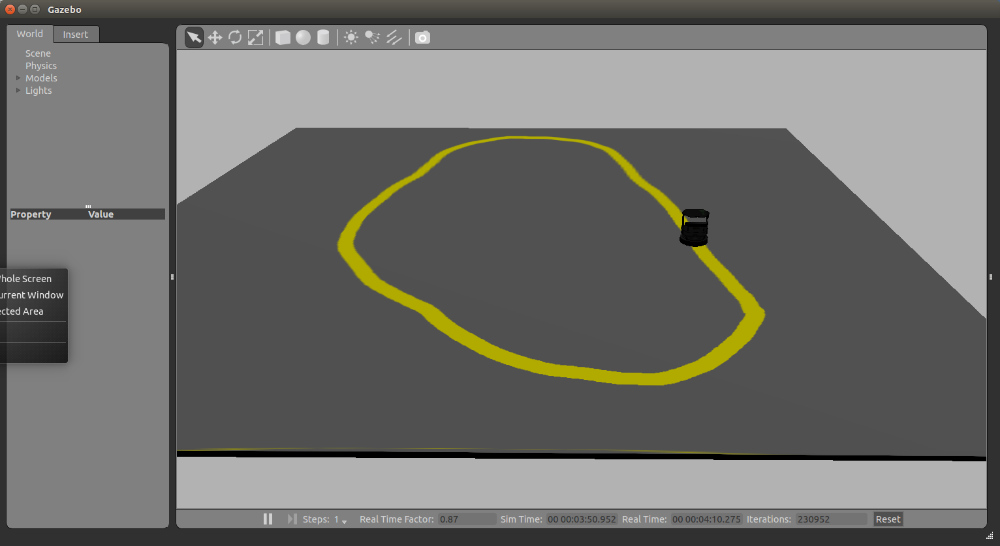 Gazebo
World Insert
Scene
Physics
Models
Lights
Property Value
hole Screen
urrent Window
ected Area
Steps: 1 Real Time Factor: 0.87 Sim Time: 00 00:03:50.952 Real Time: 00 00:04:10.275 Iterations: 230952 Reset